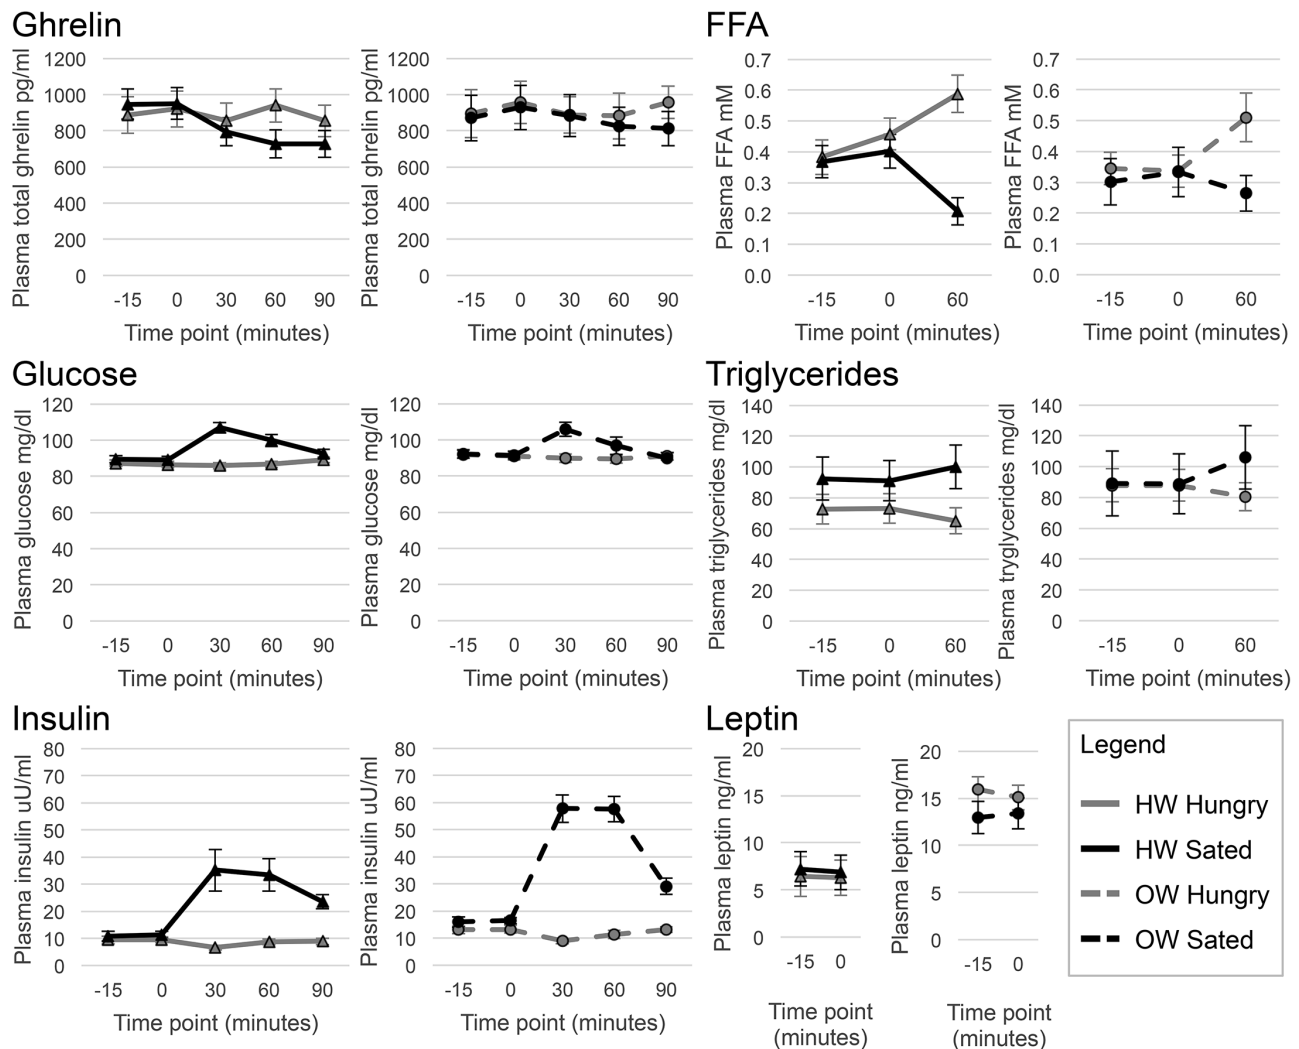 Ghrelin
Plasma total ghrelin pg/ml
1200
1000
800
600
400
200
0
-15 0 30 60 90
Time point (minutes)
Plasma total ghrelin pg/ml
1200
1000
800
600
400
200
0
-15 0 30 60 90
Time point (minutes)
FFA
Plasma FFA mM
0.7
0.6
0.5
0.4
0.3
0.2
0.1
0.0
-15 0 60
Time point (minutes)
Plasma FFA mM
0.7
0.6
0.5
0.4
0.3
0.2
0.1
0.0
-15 0 60
Time point (minutes)
Glucose
Plasma glucose mg/dl
120
100
80
60
40
20
0
-15 0 30 60 90
Time point (minutes)
Plasma glucose mg/dl
120
100
80
60
40
20
0
-15 0 30 60 90
Time point (minutes)
Triglycerides
Plasma triglycerides mg/dl
140
120
100
80
60
40
20
0
-15 0 60
Time point (minutes)
Plasma tryglycerides mg/dl
140
120
100
80
60
40
20
0
-15 0 60
Time point (minutes)
Insulin
Plasma insulin uU/ml
80
70
60
50
40
30
20
10
0
-15 0 30 60 90
Time point (minutes)
Plasma insulin uU/ml
80
70
60
50
40
30
20
10
0
-15 0 30 60 90
Time point (minutes)
Leptin
Plasma leptin ng/ml
20
15
10
5
0
-15 0
Time point
(minutes)
Plasma leptin ng/ml
20
15
10
5
0
-15 0
Time point
(minutes)
Legend
HW Hungry
HW Sated
OW Hungry
OW Sated